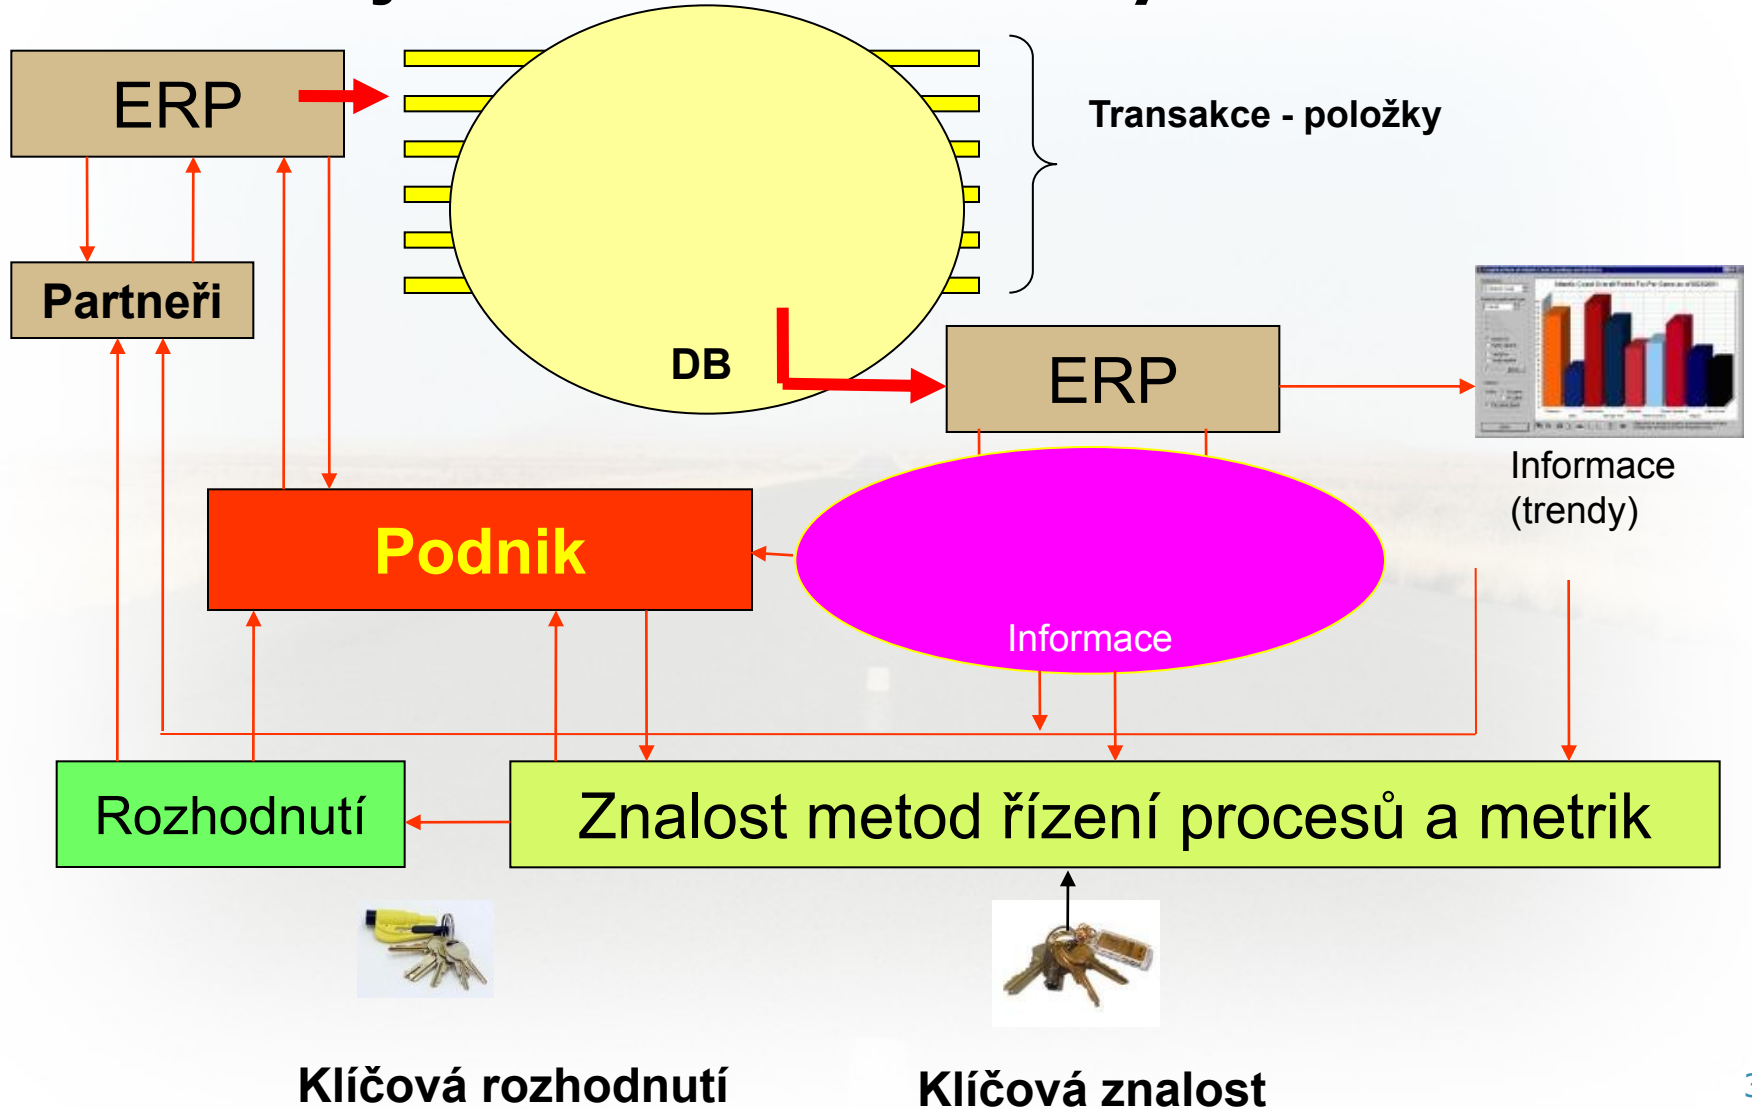 ERP
Transakce - položky
Partneři
DB
ERP
Informace
(trendy)
Podnik
Informace
Rozhodnutí
Znalost metod řízení procesů a metrik
Klíčová rozhodnutí
Klíčová znalost